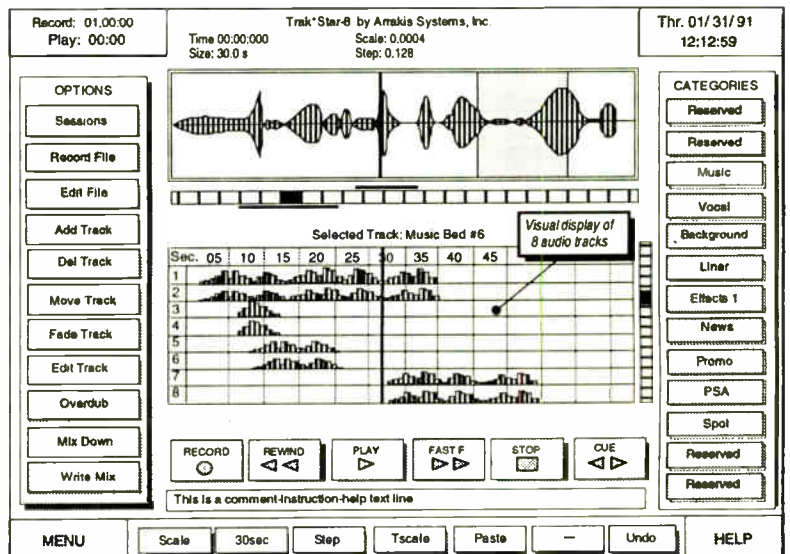 Record: 01.00:00
Play: 00:00
Trak*Star-8 by Arrakis Systems, Inc.
Time 00:00:000
Scale: 0.0004
Size: 30.0 s
Step: 0.128
Thr. 01/31/91
12:12:59
OPTIONS
Sessions
Record File
Edit File
Add Track
Del Track
Move Track
Fade Track
Edit Track
Overdub
Mix Down
Write Mix
Selected Track: Music Bed #6
Visual display of
8 audio tracks
Sec. 05 10 15 20 25 30 35 40 45
1
2
3
4
5
6
7
8
RECORD
REWIND
PLAY
FAST F
STOP
CUE
This is a comment-instruction-help text line
CATEGORIES
Reserved
Reserved
Music
Vocal
Background
Liner
Effects 1
News
Promo
PSA
Spot
Reserved
Reserved
MENU
Scale
30sec
Step
Tscale
Paste
—
Undo
HELP